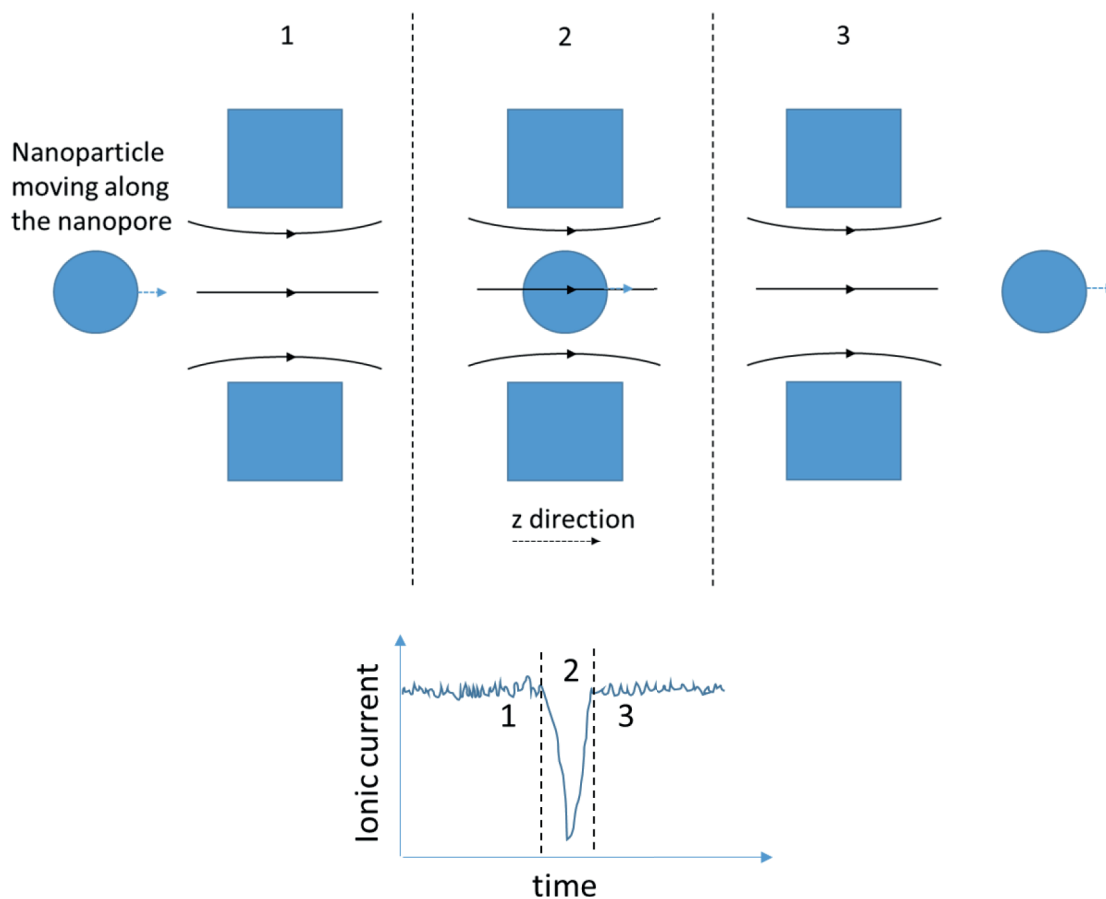 1
2
3
Nanoparticle
moving along
the nanopore
z direction
Ionic current
1
2
3
time